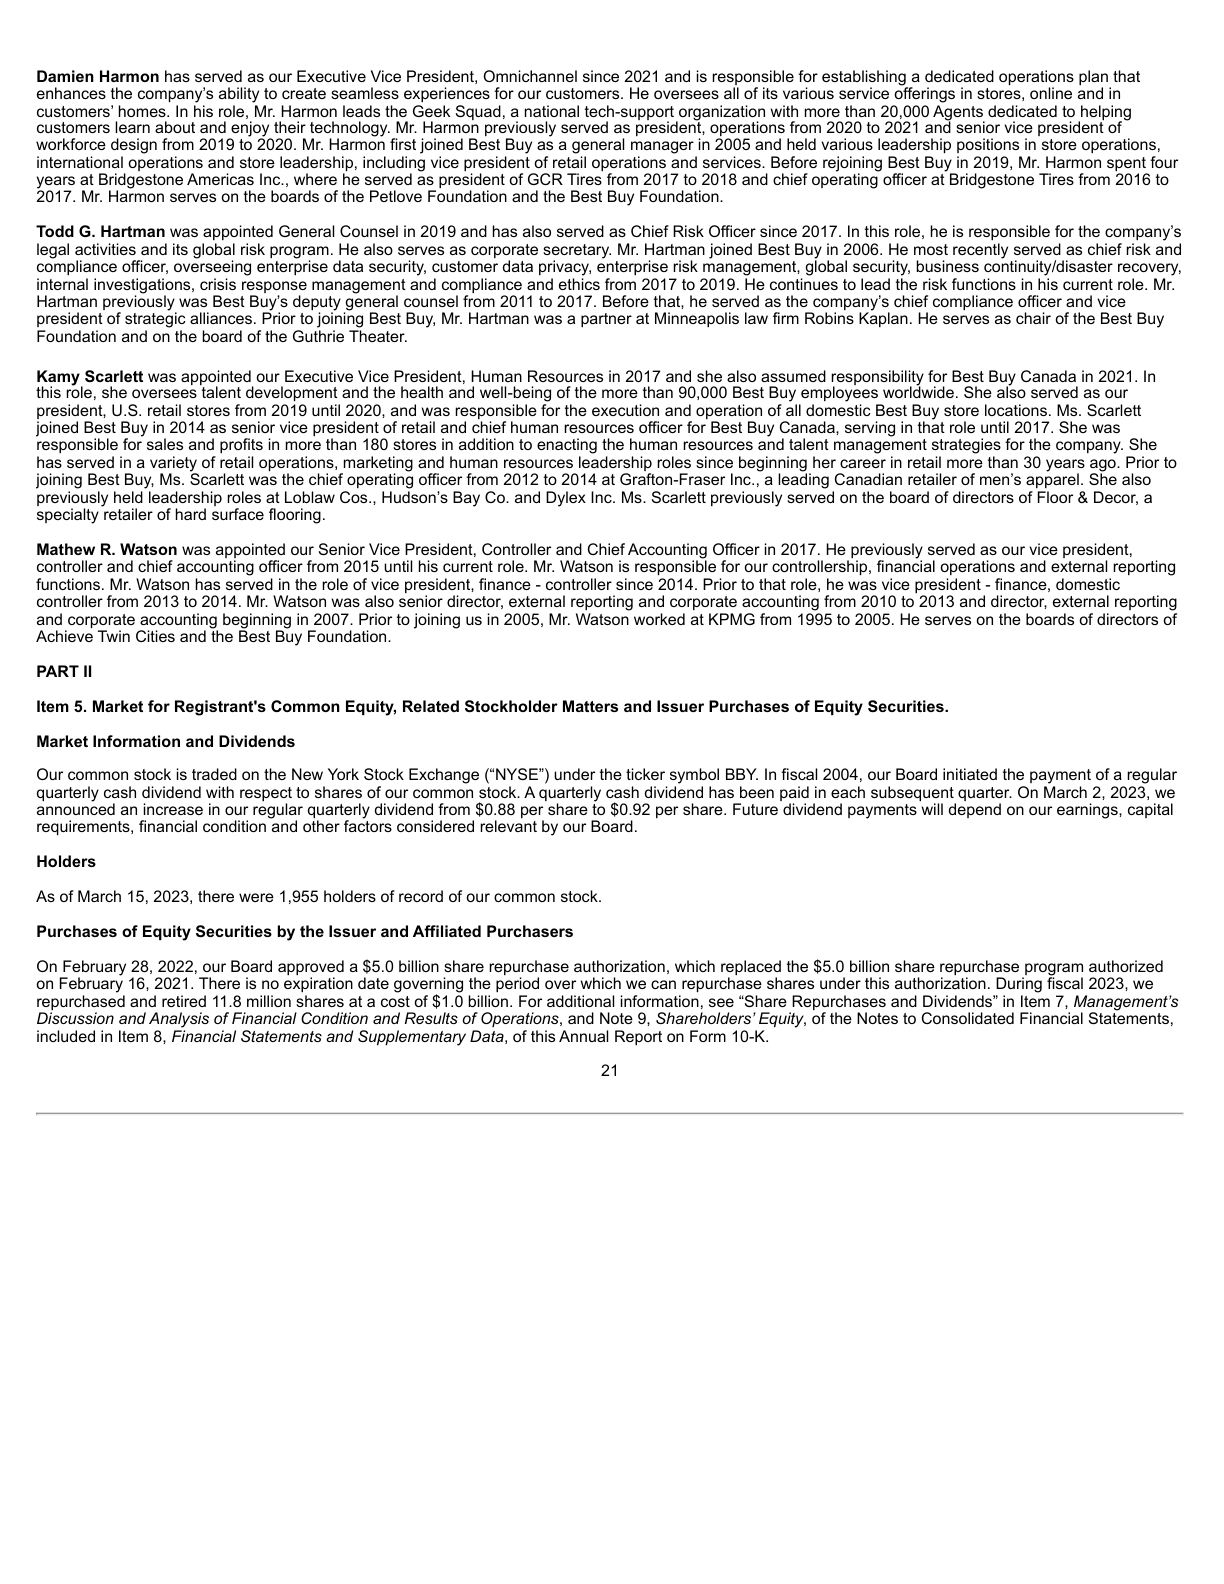 Damien Harmon has served as our Executive Vice President, Omnichannel since 2021 and is responsible for establishing a dedicated operations plan that
enhances the company’s ability to create seamless experiences for our customers. He oversees all of its various service offerings in stores, online and in
customers’ homes. In his role, Mr. Harmon leads the Geek Squad, a national tech-support organization with more than 20,000 Agents dedicated to helping
customers learn about and enjoy their technology. Mr. Harmon previously served as president, operations from 2020 to 2021 and senior vice president of
workforce design from 2019 to 2020. Mr. Harmon first joined Best Buy as a general manager in 2005 and held various leadership positions in store operations,
international operations and store leadership, including vice president of retail operations and services. Before rejoining Best Buy in 2019, Mr. Harmon spent four
years at Bridgestone Americas Inc., where he served as president of GCR Tires from 2017 to 2018 and chief operating officer at Bridgestone Tires from 2016 to
2017. Mr. Harmon serves on the boards of the Petlove Foundation and the Best Buy Foundation.
Todd G. Hartman was appointed General Counsel in 2019 and has also served as Chief Risk Officer since 2017. In this role, he is responsible for the company’s
legal activities and its global risk program. He also serves as corporate secretary. Mr. Hartman joined Best Buy in 2006. He most recently served as chief risk and
compliance officer, overseeing enterprise data security, customer data privacy, enterprise risk management, global security, business continuity/disaster recovery,
internal investigations, crisis response management and compliance and ethics from 2017 to 2019. He continues to lead the risk functions in his current role. Mr.
Hartman previously was Best Buy’s deputy general counsel from 2011 to 2017. Before that, he served as the company’s chief compliance officer and vice
president of strategic alliances. Prior to joining Best Buy, Mr. Hartman was a partner at Minneapolis law firm Robins Kaplan. He serves as chair of the Best Buy
Foundation and on the board of the Guthrie Theater.
Kamy Scarlett was appointed our Executive Vice President, Human Resources in 2017 and she also assumed responsibility for Best Buy Canada in 2021. In
this role, she oversees talent development and the health and well-being of the more than 90,000 Best Buy employees worldwide. She also served as our
president, U.S. retail stores from 2019 until 2020, and was responsible for the execution and operation of all domestic Best Buy store locations. Ms. Scarlett
joined Best Buy in 2014 as senior vice president of retail and chief human resources officer for Best Buy Canada, serving in that role until 2017. She was
responsible for sales and profits in more than 180 stores in addition to enacting the human resources and talent management strategies for the company. She
has served in a variety of retail operations, marketing and human resources leadership roles since beginning her career in retail more than 30 years ago. Prior to
joining Best Buy, Ms. Scarlett was the chief operating officer from 2012 to 2014 at Grafton-Fraser Inc., a leading Canadian retailer of men’s apparel. She also
previously held leadership roles at Loblaw Cos., Hudson’s Bay Co. and Dylex Inc. Ms. Scarlett previously served on the board of directors of Floor & Decor, a
specialty retailer of hard surface flooring.
Mathew R. Watson was appointed our Senior Vice President, Controller and Chief Accounting Officer in 2017. He previously served as our vice president,
controller and chief accounting officer from 2015 until his current role. Mr. Watson is responsible for our controllership, financial operations and external reporting
functions. Mr. Watson has served in the role of vice president, finance - controller since 2014. Prior to that role, he was vice president - finance, domestic
controller from 2013 to 2014. Mr. Watson was also senior director, external reporting and corporate accounting from 2010 to 2013 and director, external reporting
and corporate accounting beginning in 2007. Prior to joining us in 2005, Mr. Watson worked at KPMG from 1995 to 2005. He serves on the boards of directors of
Achieve Twin Cities and the Best Buy Foundation.
PART II
Item 5. Market for Registrant's Common Equity, Related Stockholder Matters and Issuer Purchases of Equity Securities.
Market Information and Dividends
Our common stock is traded on the New York Stock Exchange (“NYSE”) under the ticker symbol BBY. In fiscal 2004, our Board initiated the payment of a regular
quarterly cash dividend with respect to shares of our common stock. A quarterly cash dividend has been paid in each subsequent quarter. On March 2, 2023, we
announced an increase in our regular quarterly dividend from $0.88 per share to $0.92 per share. Future dividend payments will depend on our earnings, capital
requirements, financial condition and other factors considered relevant by our Board.
Holders
As of March 15, 2023, there were 1,955 holders of record of our common stock.
Purchases of Equity Securities by the Issuer and Affiliated Purchasers
On February 28, 2022, our Board approved a $5.0 billion share repurchase authorization, which replaced the $5.0 billion share repurchase program authorized
on February 16, 2021. There is no expiration date governing the period over which we can repurchase shares under this authorization. During fiscal 2023, we
repurchased and retired 11.8 million shares at a cost of $1.0 billion. For additional information, see “Share Repurchases and Dividends” in Item 7, Management’s
Discussion and Analysis of Financial Condition and Results of Operations, and Note 9, Shareholders’ Equity, of the Notes to Consolidated Financial Statements,
included in Item 8, Financial Statements and Supplementary Data, of this Annual Report on Form 10-K.
21